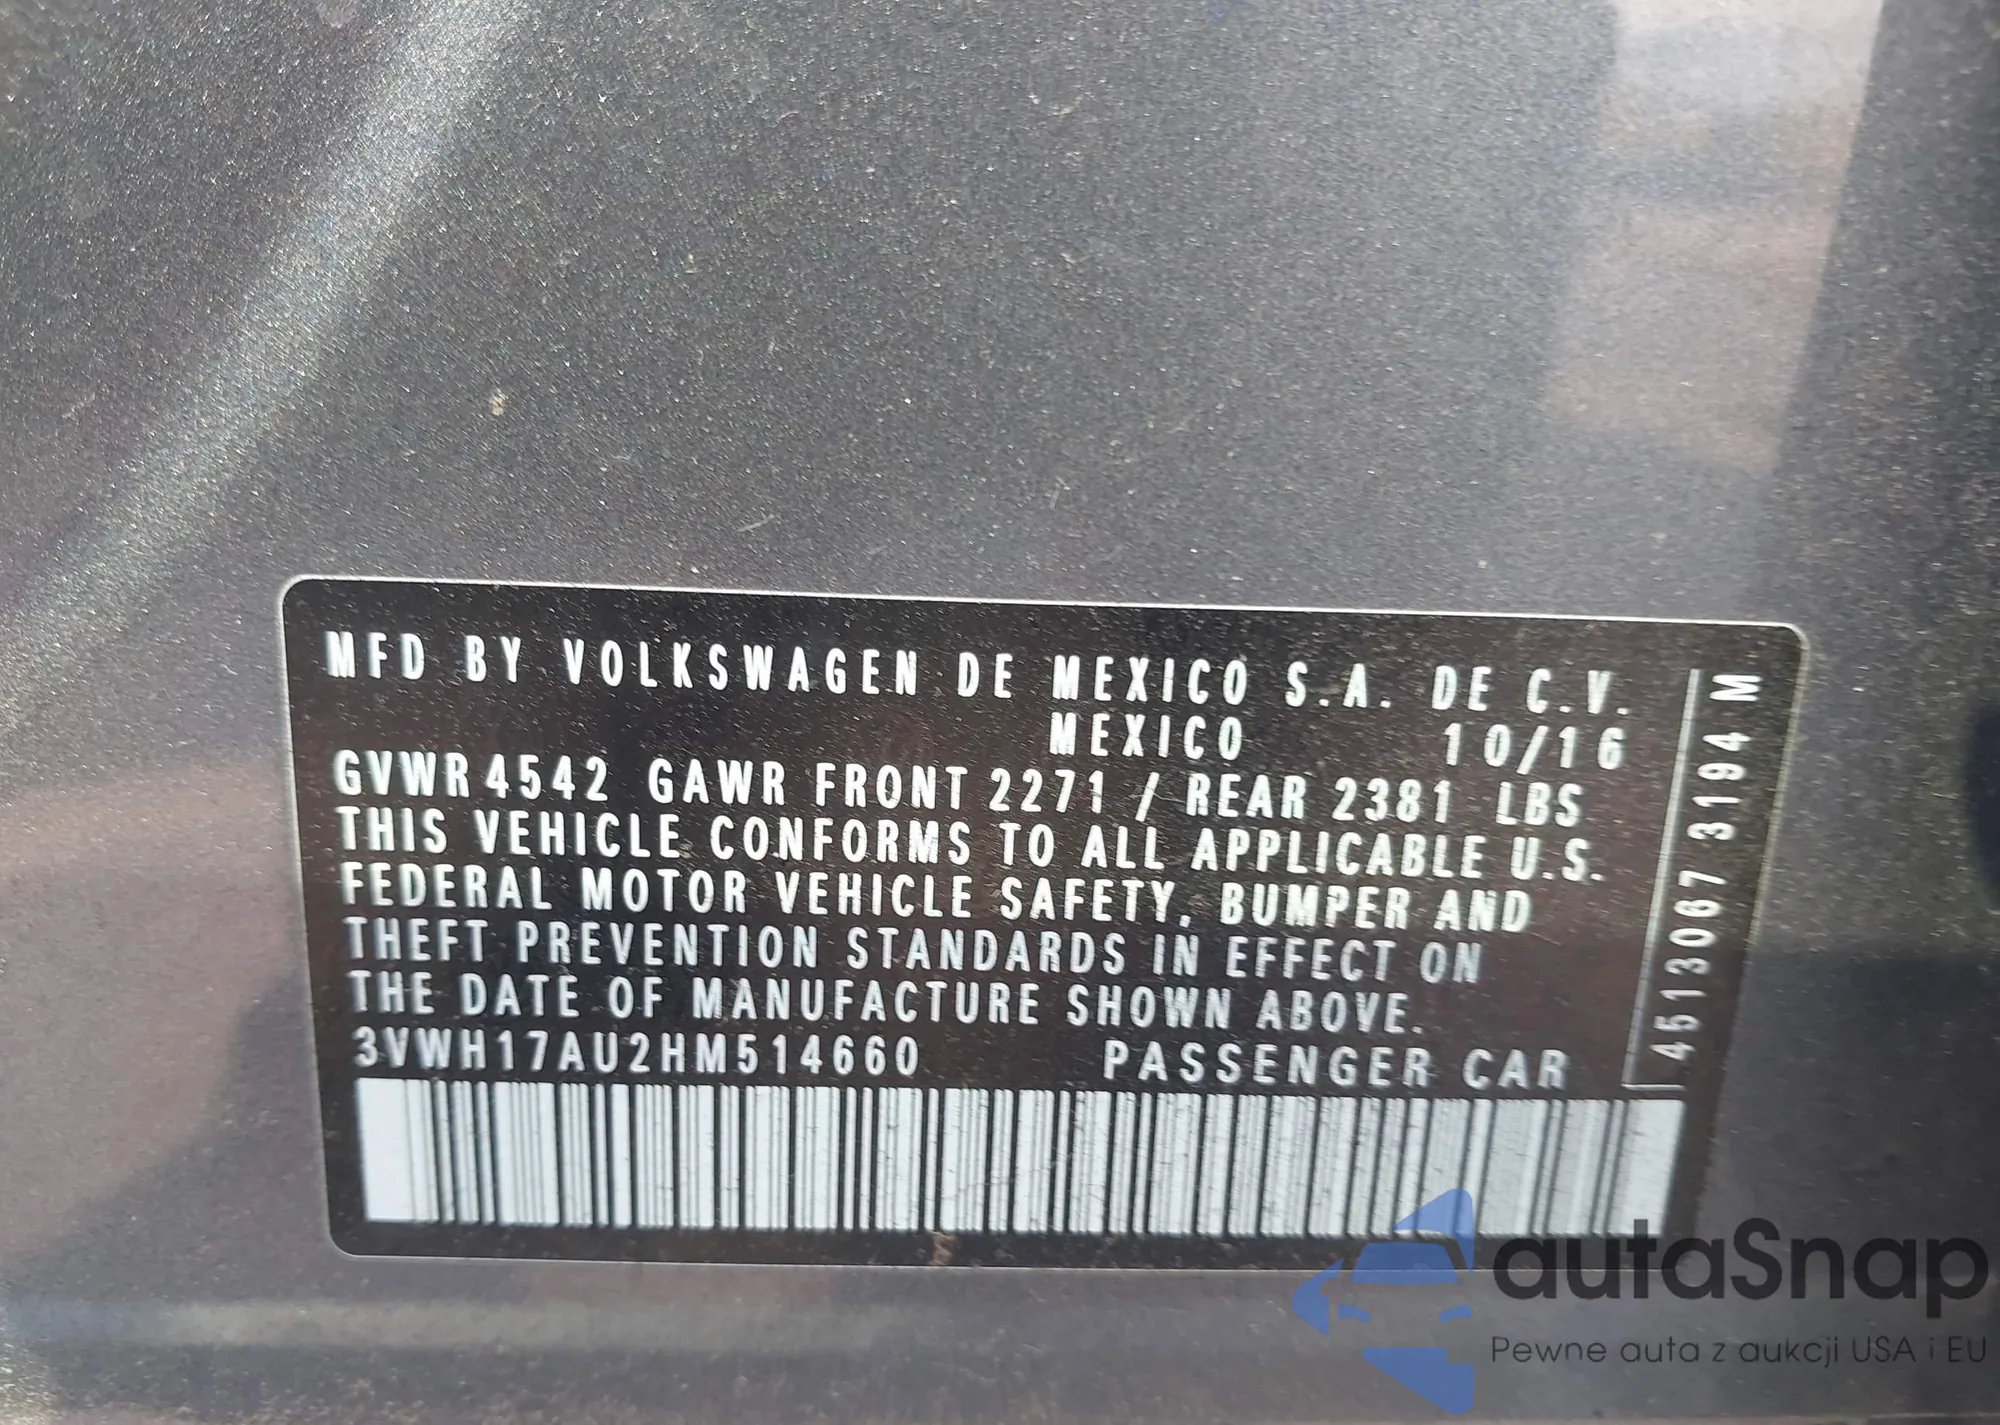 MFD BY VOLKSWAGEN DE MEXICO S.A. DE C.V.
MEXICO 10/16
GVWR 4542 GAWR FRONT 2271 / REAR 2381 LBS
THIS VEHICLE CONFORMS TO ALL APPLICABLE U.S.
FEDERAL MOTOR VEHICLE SAFETY, BUMPER AND
THEFT PREVENTION STANDARDS IN EFFECT ON
THE DATE OF MANUFACTURE SHOWN ABOVE.
3VWH17AU2HM514660 PASSENGER CAR
4513067 3194 M
autaSnap
Pewne auta z aukcji USA i EU